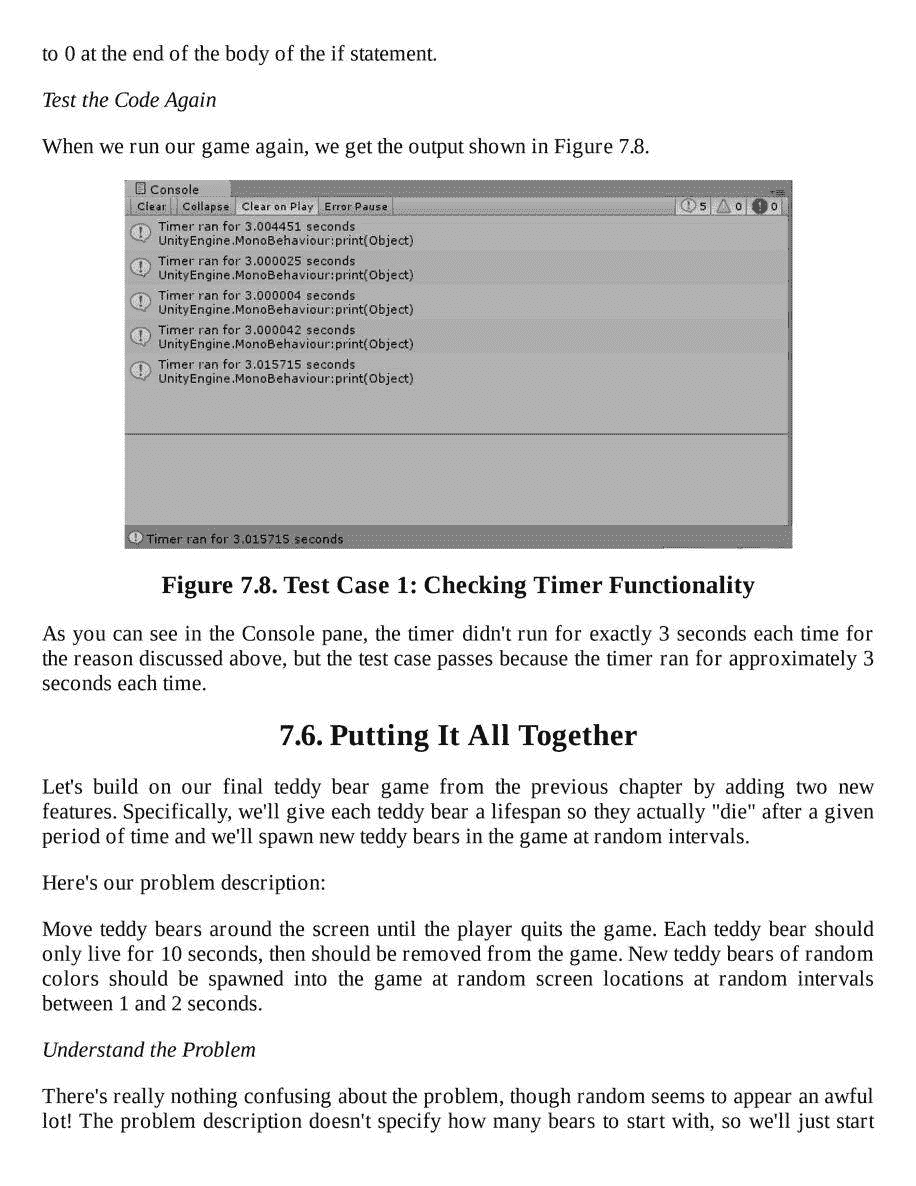 to 0 at the end of the body of the if statement.
Test the Code Again
When we run our game again, we get the output shown in Figure 7.8.
Console
Clear Collapse Clear on Play Error Pause 5 0 0
Timer ran for 3.004451 seconds
UnityEngine.MonoBehaviour:print(Object)
Timer ran for 3.000025 seconds
UnityEngine.MonoBehaviour:print(Object)
Timer ran for 3.000004 seconds
UnityEngine.MonoBehaviour:print(Object)
Timer ran for 3.000042 seconds
UnityEngine.MonoBehaviour:print(Object)
Timer ran for 3.015715 seconds
UnityEngine.MonoBehaviour:print(Object)
Timer ran for 3.015715 seconds
Figure 7.8. Test Case 1: Checking Timer Functionality
As you can see in the Console pane, the timer didn't run for exactly 3 seconds each time for
the reason discussed above, but the test case passes because the timer ran for approximately 3
seconds each time.
7.6. Putting It All Together
Let's build on our final teddy bear game from the previous chapter by adding two new
features. Specifically, we'll give each teddy bear a lifespan so they actually "die" after a given
period of time and we'll spawn new teddy bears in the game at random intervals.
Here's our problem description:
Move teddy bears around the screen until the player quits the game. Each teddy bear should
only live for 10 seconds, then should be removed from the game. New teddy bears of random
colors should be spawned into the game at random screen locations at random intervals
between 1 and 2 seconds.
Understand the Problem
There's really nothing confusing about the problem, though random seems to appear an awful
lot! The problem description doesn't specify how many bears to start with, so we'll just start